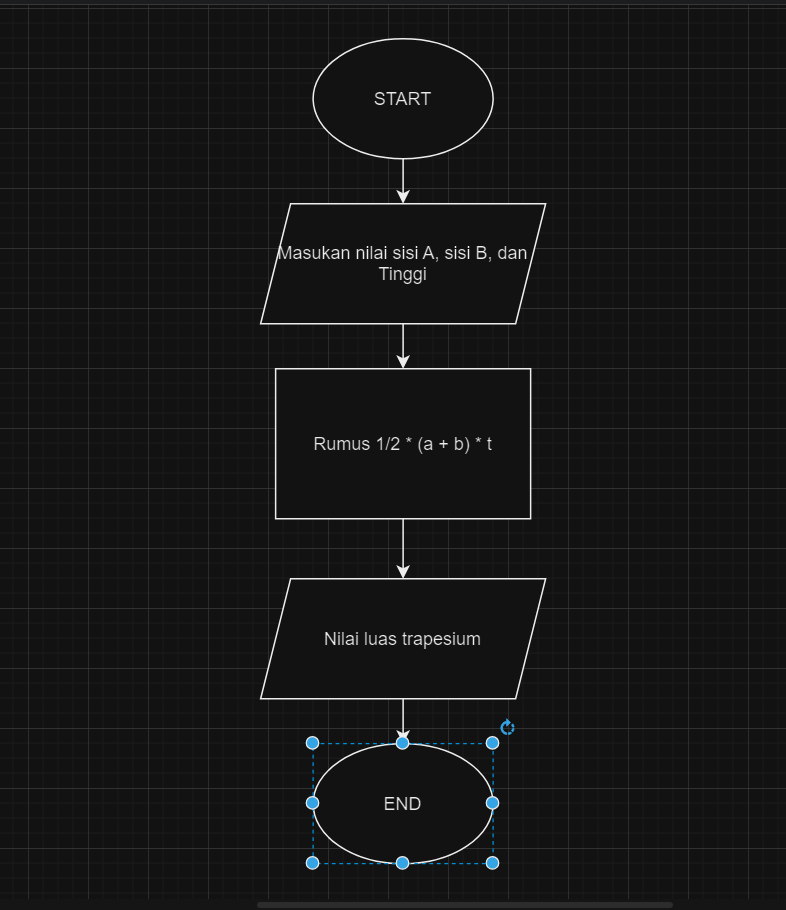 START
Masukan nilai sisi A, sisi B, dan
Tinggi
Rumus 1/2 * (a + b) * t
Nilai luas trapesium
END